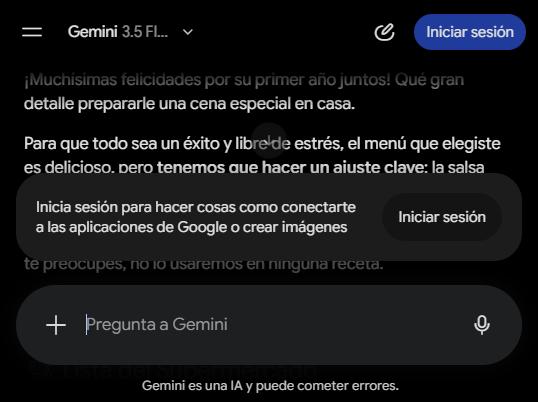 Gemini 3.5 Fl...
Iniciar sesión
¡Muchísimas felicidades por su primer año juntos! Qué gran
detalle prepararle una cena especial en casa.
Para que todo sea un éxito y libre de estrés, el menú que elegiste
es delicioso, pero tenemos que hacer un ajuste clave: la salsa
Inicia sesión para hacer cosas como conectarte
a las aplicaciones de Google o crear imágenes
Iniciar sesión
te preocupes, no lo usaremos en ninguna receta.
Pregunta a Gemini
Lista del Supermercado
Gemini es una IA y puede cometer errores.